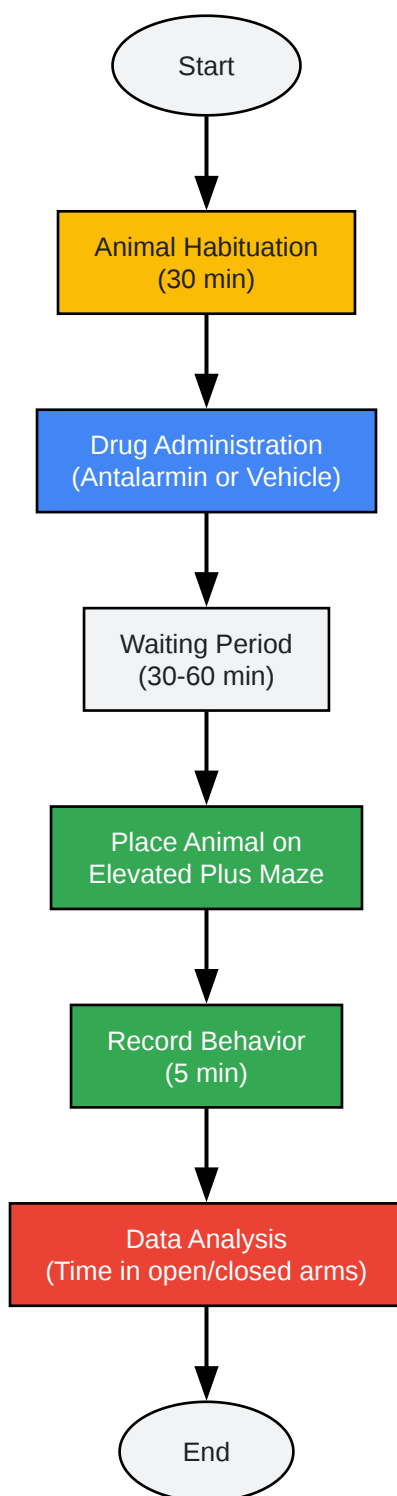 Start
Animal Habituation
(30 min)
Drug Administration
(Antalarmin or Vehicle)
Waiting Period
(30-60 min)
Place Animal on
Elevated Plus Maze
Record Behavior
(5 min)
Data Analysis
(Time in open/closed arms)
End